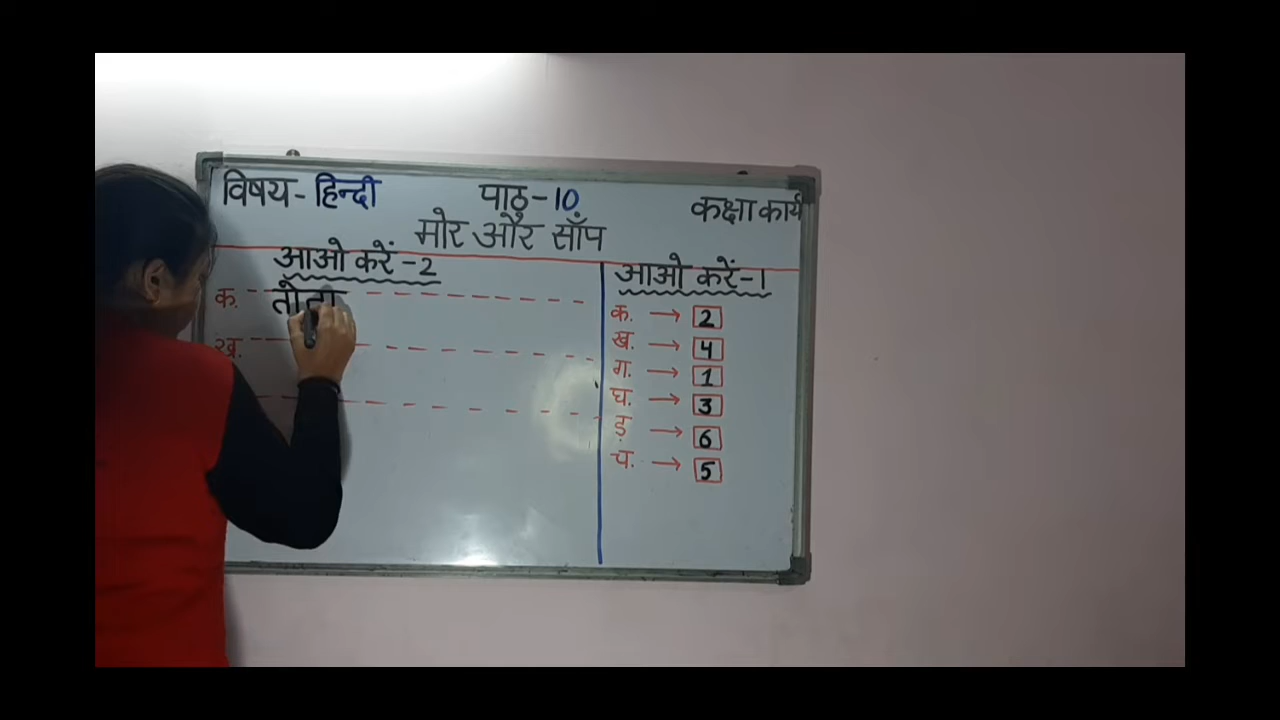 विषय- हिन्दी पाठ-10 कक्षा कार्य
मोर और साँप
आओ करें -2
क. तोता
ख.
आओ करें-1
क. → 2
ख. → 4
ग. → 1
घ. → 3
ड़ → 6
च. → 5